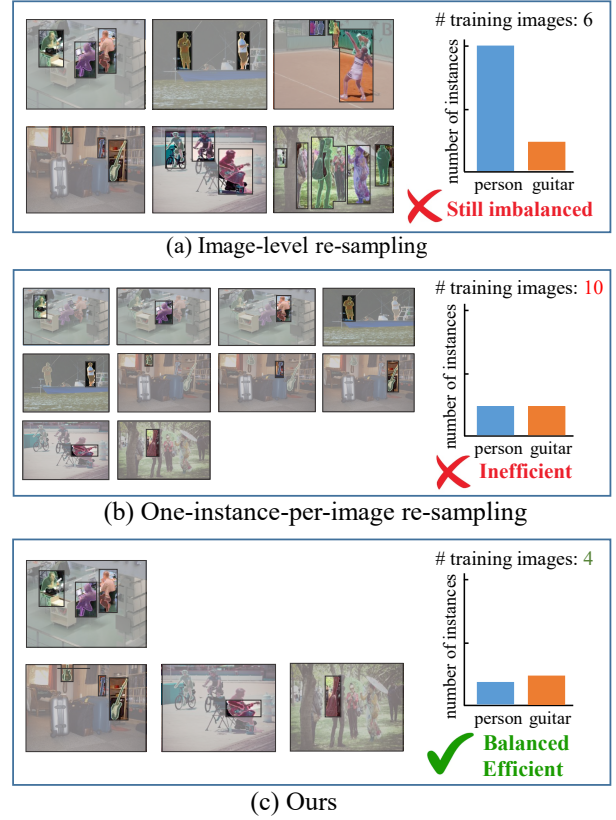 # training images: 6
number of instances
person guitar
Still imbalanced
(a) Image-level re-sampling
# training images: 10
number of instances
person guitar
Inefficient
(b) One-instance-per-image re-sampling
# training images: 4
number of instances
person guitar
Balanced
Efficient
(c) Ours